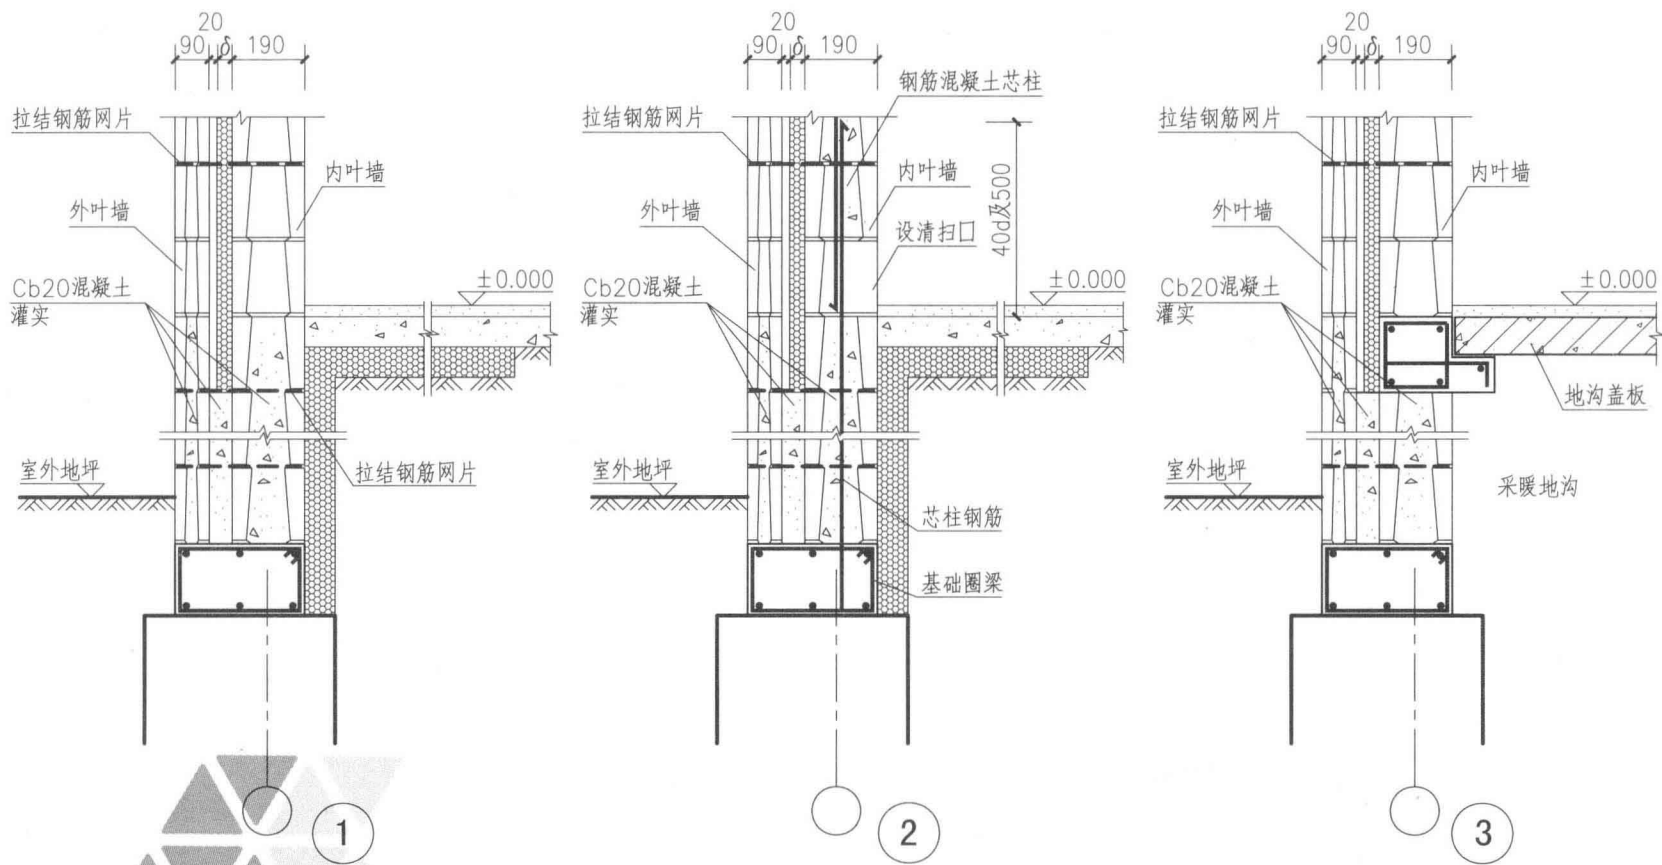 20
90 δ 190
拉结钢筋网片
内叶墙
外叶墙
±0.000
Cb20混凝土
灌实
室外地坪
拉结钢筋网片
1
20
90 δ 190
钢筋混凝土芯柱
拉结钢筋网片
内叶墙
外叶墙
设清扫口
40d及500
±0.000
Cb20混凝土
灌实
室外地坪
芯柱钢筋
基础圈梁
2
20
90 δ 190
拉结钢筋网片
内叶墙
外叶墙
±0.000
Cb20混凝土
灌实
地沟盖板
室外地坪
采暖地沟
3